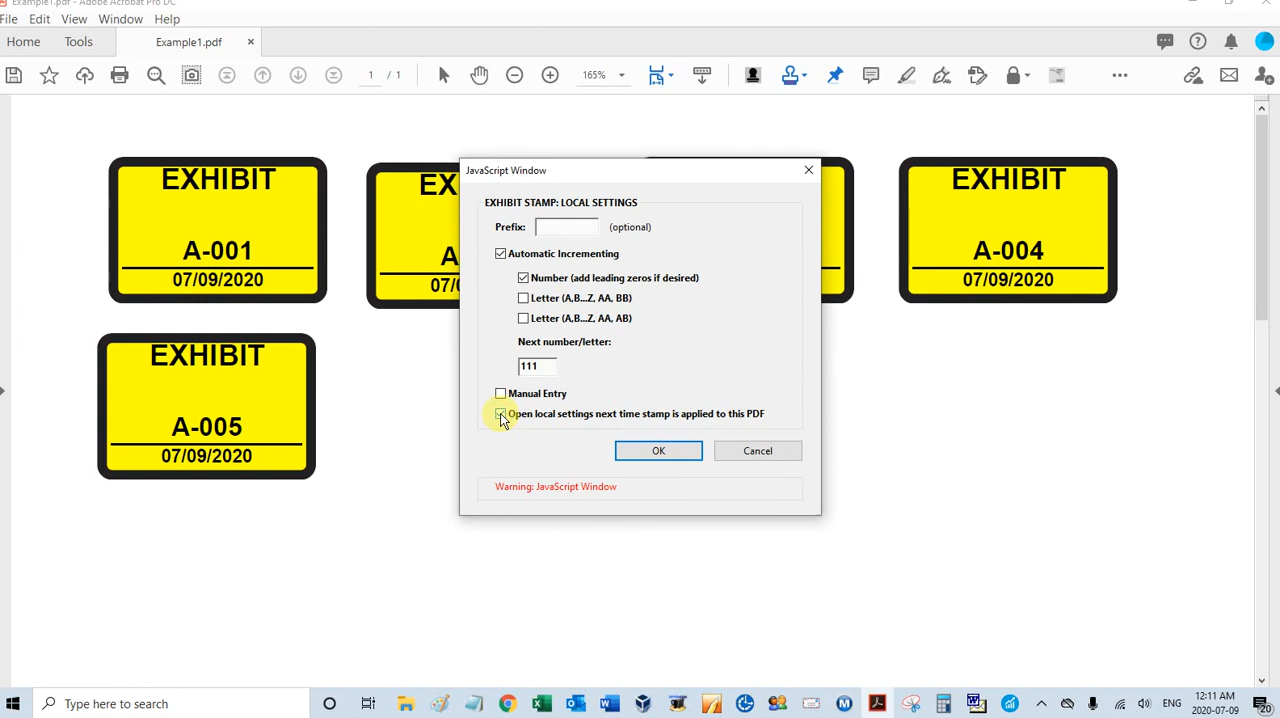 Example1.pdf - Adobe Acrobat Pro DC
File Edit View Window Help
Home Tools Example1.pdf
1 / 1 165%
EXHIBIT
A-001
07/09/2020
EX
A
07/0
EXHIBIT
A-004
07/09/2020
EXHIBIT
A-005
07/09/2020
JavaScript Window
EXHIBIT STAMP: LOCAL SETTINGS
Prefix: (optional)
Automatic Incrementing
Number (add leading zeros if desired)
Letter (A,B...Z, AA, BB)
Letter (A,B...Z, AA, AB)
Next number/letter:
111
Manual Entry
Open local settings next time stamp is applied to this PDF
OK Cancel
Warning: JavaScript Window
Type here to search
ENG
12:11 AM
2020-07-09
20